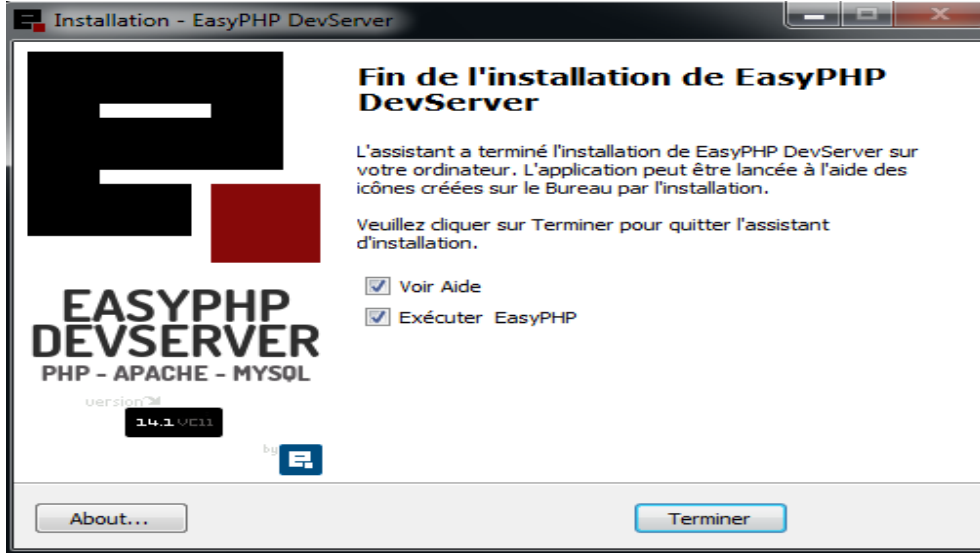 Installation - EasyPHP DevServer
Fin de l'installation de EasyPHP
DevServer
L'assistant a terminé l'installation de EasyPHP DevServer sur
votre ordinateur. L'application peut être lancée à l'aide des
icônes créées sur le Bureau par l'installation.
Veuillez cliquer sur Terminer pour quitter l'assistant
d'installation.
Voir Aide
Exécuter EasyPHP
EASYPHP
DEVSERVER
PHP - APACHE - MYSQL
version
14.1 VC11
by
About...
Terminer